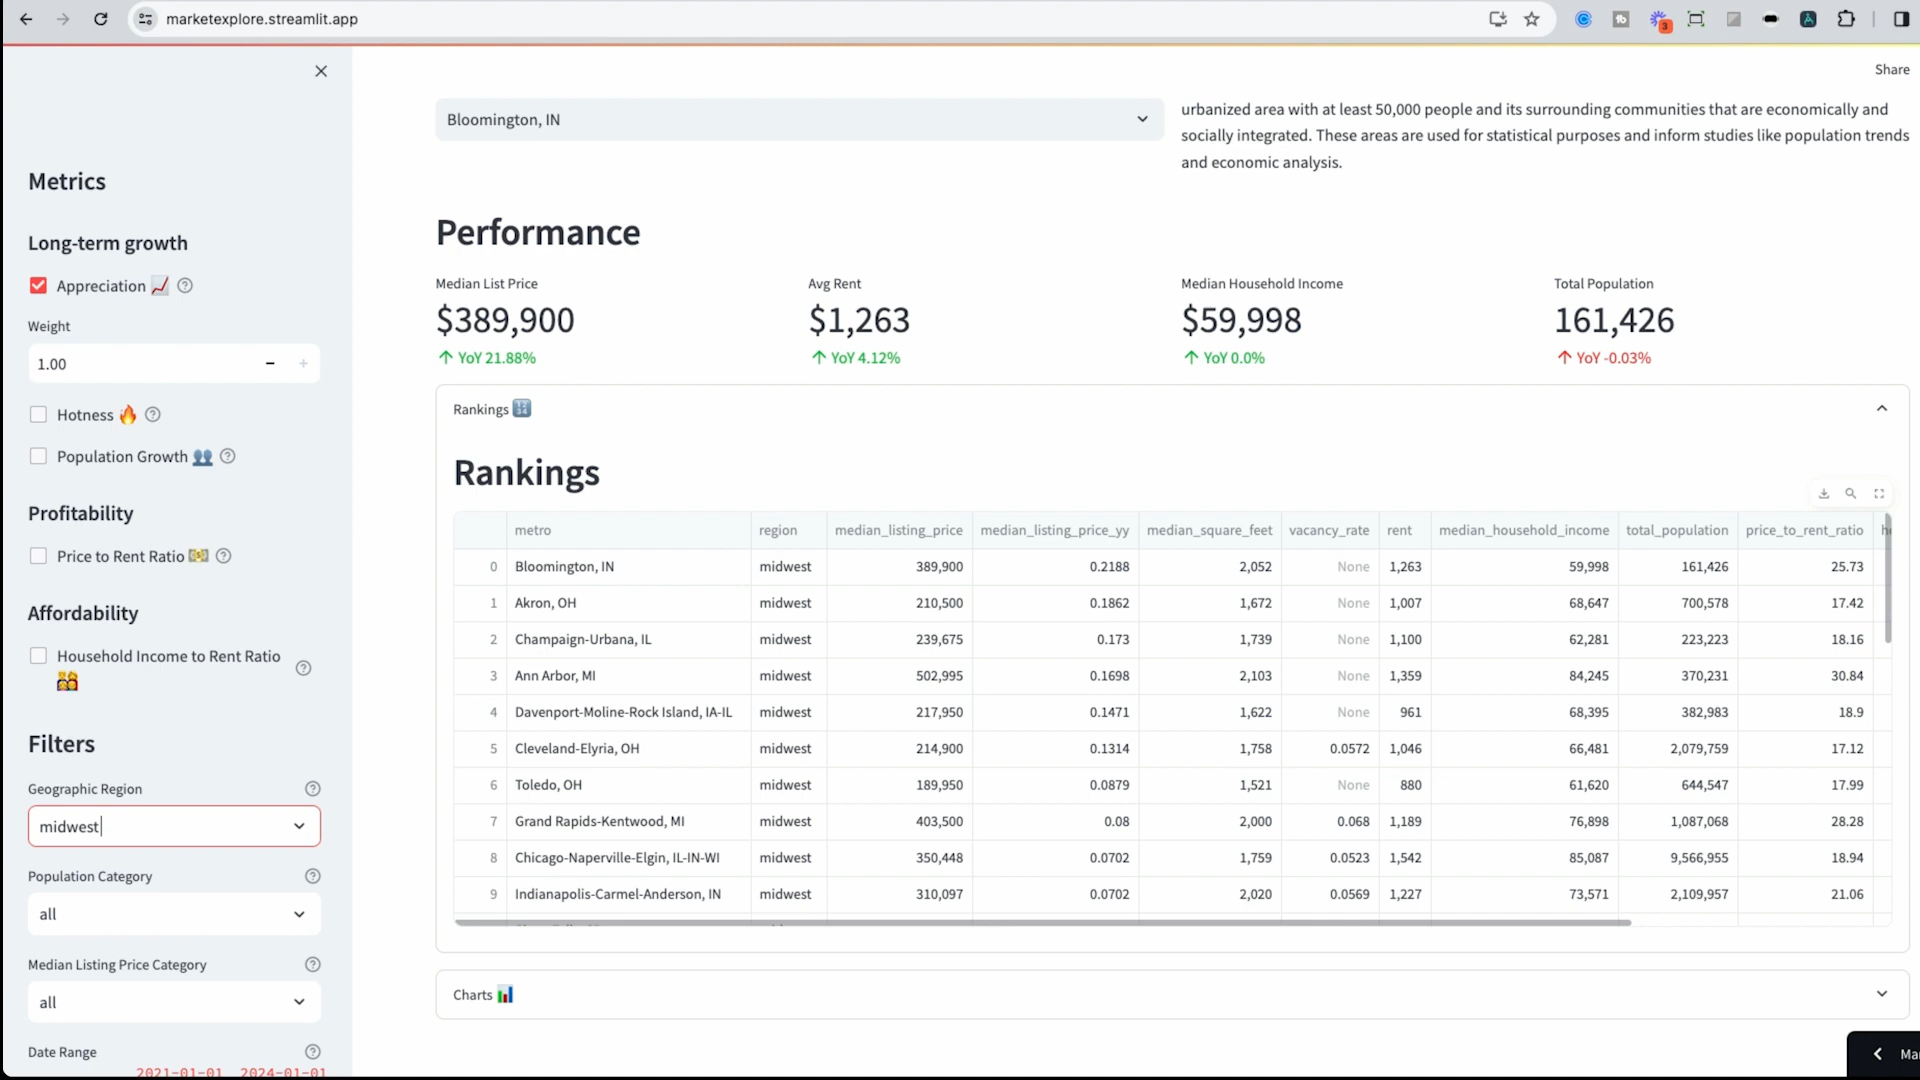 marketexplore.streamlit.app
3
Share
Bloomington, IN
urbanized area with at least 50,000 people and its surrounding communities that are economically and
socially integrated. These areas are used for statistical purposes and inform studies like population trends
and economic analysis.
Metrics
Long-term growth
Appreciation
Weight
1.00
Hotness
Population Growth
Profitability
Price to Rent Ratio
Affordability
Household Income to Rent Ratio
Filters
Geographic Region
midwest
Population Category
all
Median Listing Price Category
all
Date Range
2021-01-01 2024-01-01
Performance
Median List Price Avg Rent Median Household Income Total Population
$389,900 $1,263 $59,998 161,426
YoY 21.88% YoY 4.12% YoY 0.0% YoY -0.03%
Rankings
Rankings
metro region median_listing_price median_listing_price_yy median_square_feet vacancy_rate rent median_household_income total_population price_to_rent_ratio
0 Bloomington, IN midwest 389,900 0.2188 2,052 None 1,263 59,998 161,426 25.73
1 Akron, OH midwest 210,500 0.1862 1,672 None 1,007 68,647 700,578 17.42
2 Champaign-Urbana, IL midwest 239,675 0.173 1,739 None 1,100 62,281 223,223 18.16
3 Ann Arbor, MI midwest 502,995 0.1698 2,103 None 1,359 84,245 370,231 30.84
4 Davenport-Moline-Rock Island, IA-IL midwest 217,950 0.1471 1,622 None 961 68,395 382,983 18.9
5 Cleveland-Elyria, OH midwest 214,900 0.1314 1,758 0.0572 1,046 66,481 2,079,759 17.12
6 Toledo, OH midwest 189,950 0.0879 1,521 None 880 61,620 644,547 17.99
7 Grand Rapids-Kentwood, MI midwest 403,500 0.08 2,000 0.068 1,189 76,898 1,087,068 28.28
8 Chicago-Naperville-Elgin, IL-IN-WI midwest 350,448 0.0702 1,759 0.0523 1,542 85,087 9,566,955 18.94
9 Indianapolis-Carmel-Anderson, IN midwest 310,097 0.0702 2,020 0.0569 1,227 73,571 2,109,957 21.06
Charts